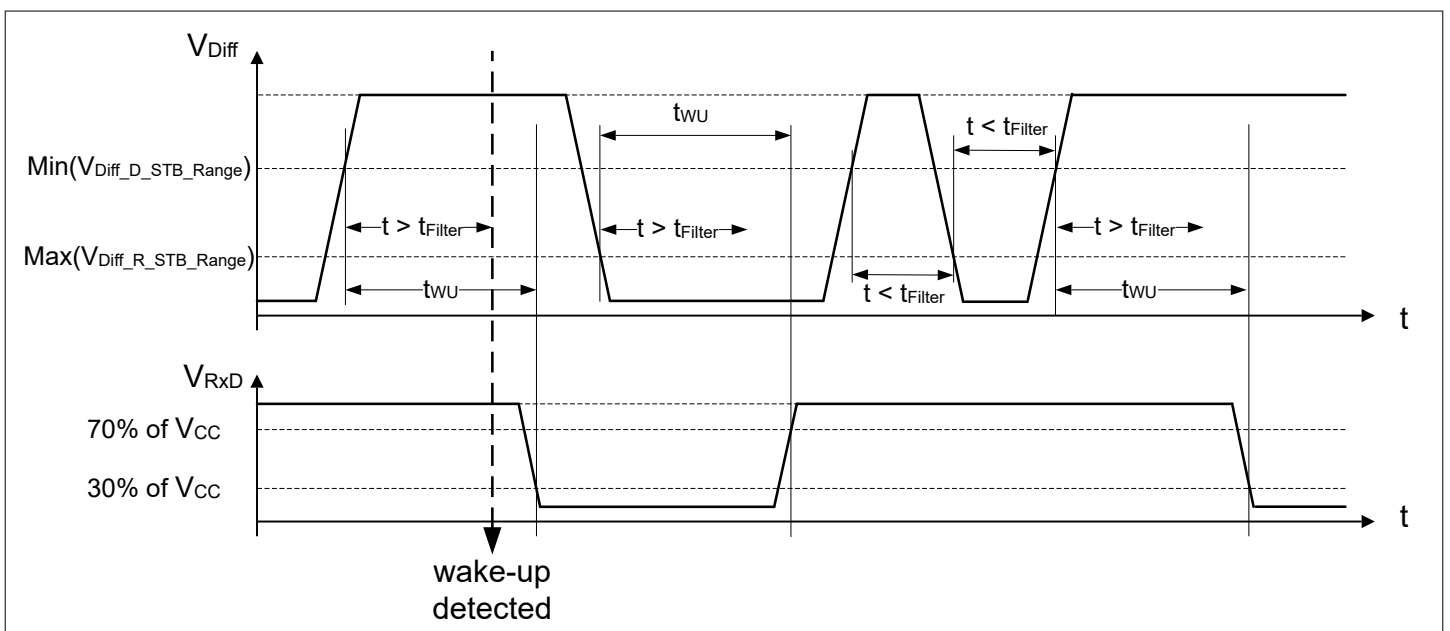 VDiff
tWU
t < tFilter
Min(VDiff_D_STB_Range)
t > tFilter
t > tFilter
t > tFilter
Max(VDiff_R_STB_Range)
tWU
t < tFilter
tWU
t
VRxD
70% of VCC
30% of VCC
t
wake-up
detected